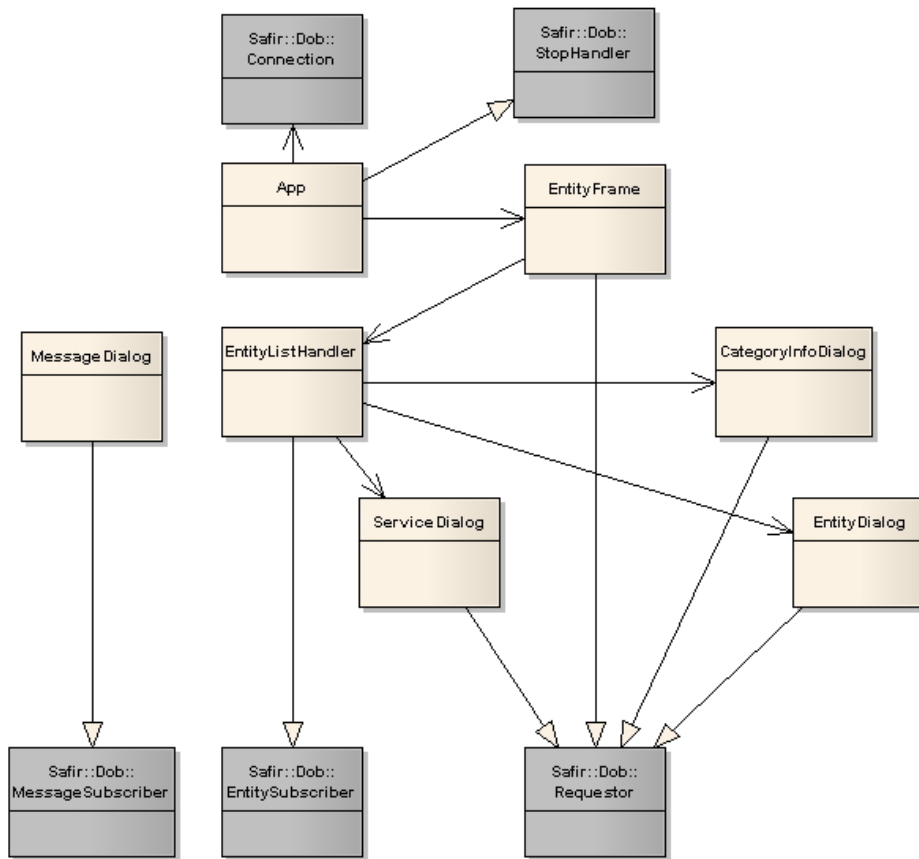 Safir::Dob::
Connection
Safir::Dob::
StopHandler
App
EntityFrame
MessageDialog
EntityListHandler
CategoryInfoDialog
ServiceDialog
EntityDialog
Safir::Dob::
MessageSubscriber
Safir::Dob::
EntitySubscriber
Safir::Dob::
Requestor